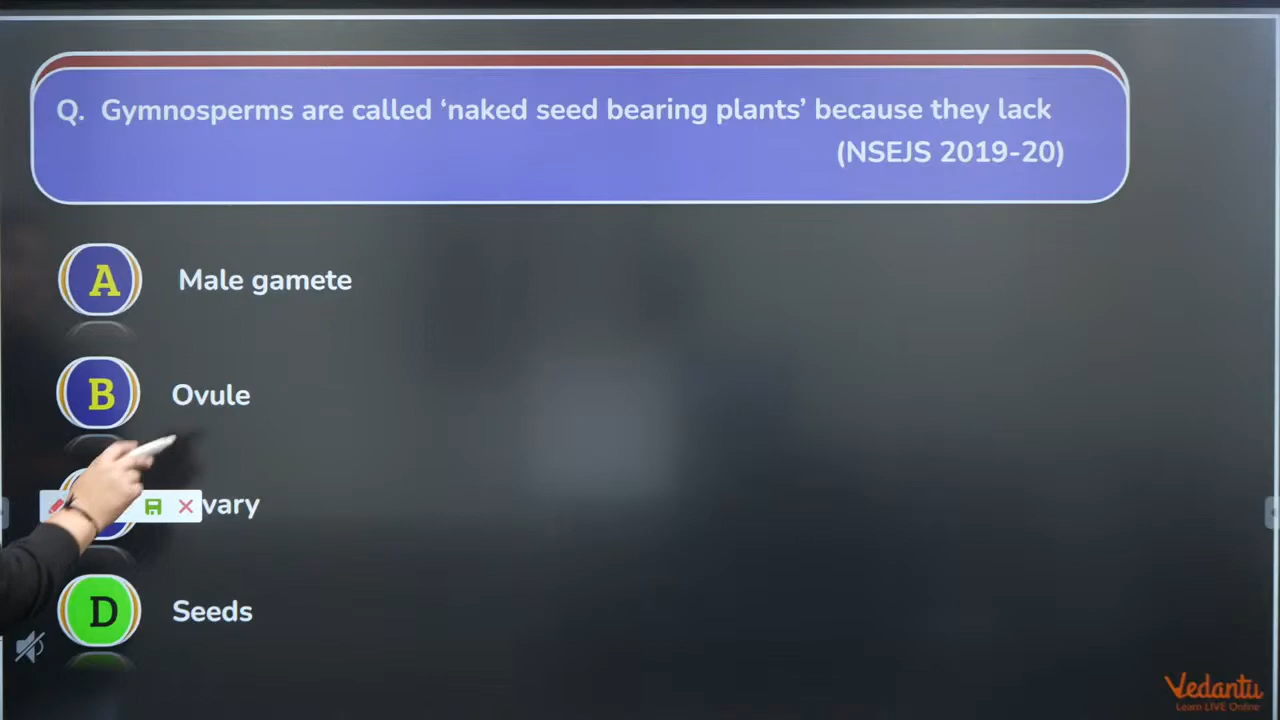 Q. Gymnosperms are called ‘naked seed bearing plants’ because they lack
(NSEJS 2019-20)
A Male gamete
B Ovule
vary
D Seeds
Vedantu
Learn LIVE Online